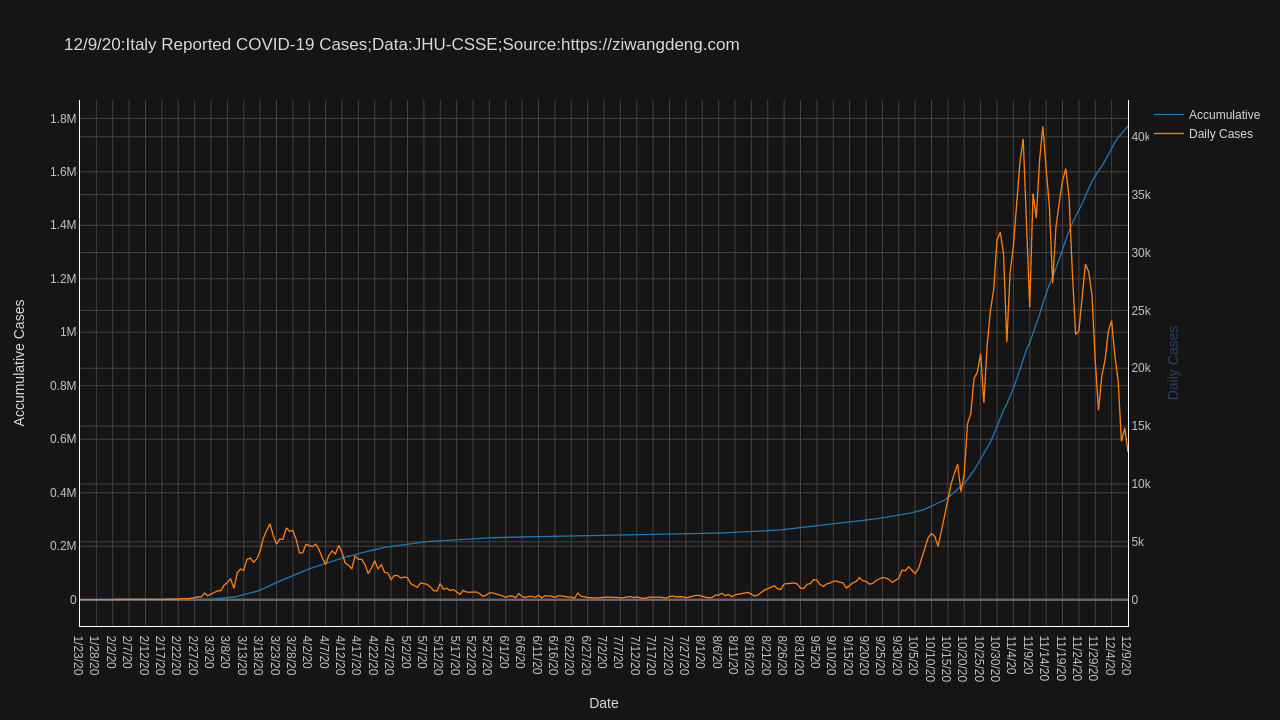 12/9/20:Italy Reported COVID-19 Cases;Data:JHU-CSSE;Source:https://ziwangdeng.com
Accumulative
Daily Cases
1.8M
1.6M
1.4M
1.2M
1M
0.8M
0.6M
0.4M
0.2M
0
Accumulative Cases
40k
35k
30k
25k
20k
15k
10k
5k
0
Daily Cases
1/23/20
1/28/20
2/2/20
2/7/20
2/12/20
2/17/20
2/22/20
2/27/20
3/3/20
3/8/20
3/13/20
3/18/20
3/23/20
3/28/20
4/2/20
4/7/20
4/12/20
4/17/20
4/22/20
4/27/20
5/2/20
5/7/20
5/12/20
5/17/20
5/22/20
5/27/20
6/1/20
6/6/20
6/11/20
6/16/20
6/22/20
6/27/20
7/2/20
7/7/20
7/12/20
7/17/20
7/22/20
7/27/20
8/1/20
8/6/20
8/11/20
8/16/20
8/21/20
8/26/20
8/31/20
9/5/20
9/10/20
9/15/20
9/20/20
9/25/20
9/30/20
10/5/20
10/10/20
10/15/20
10/20/20
10/25/20
10/30/20
11/4/20
11/9/20
11/14/20
11/19/20
11/24/20
11/29/20
12/4/20
12/9/20
Date